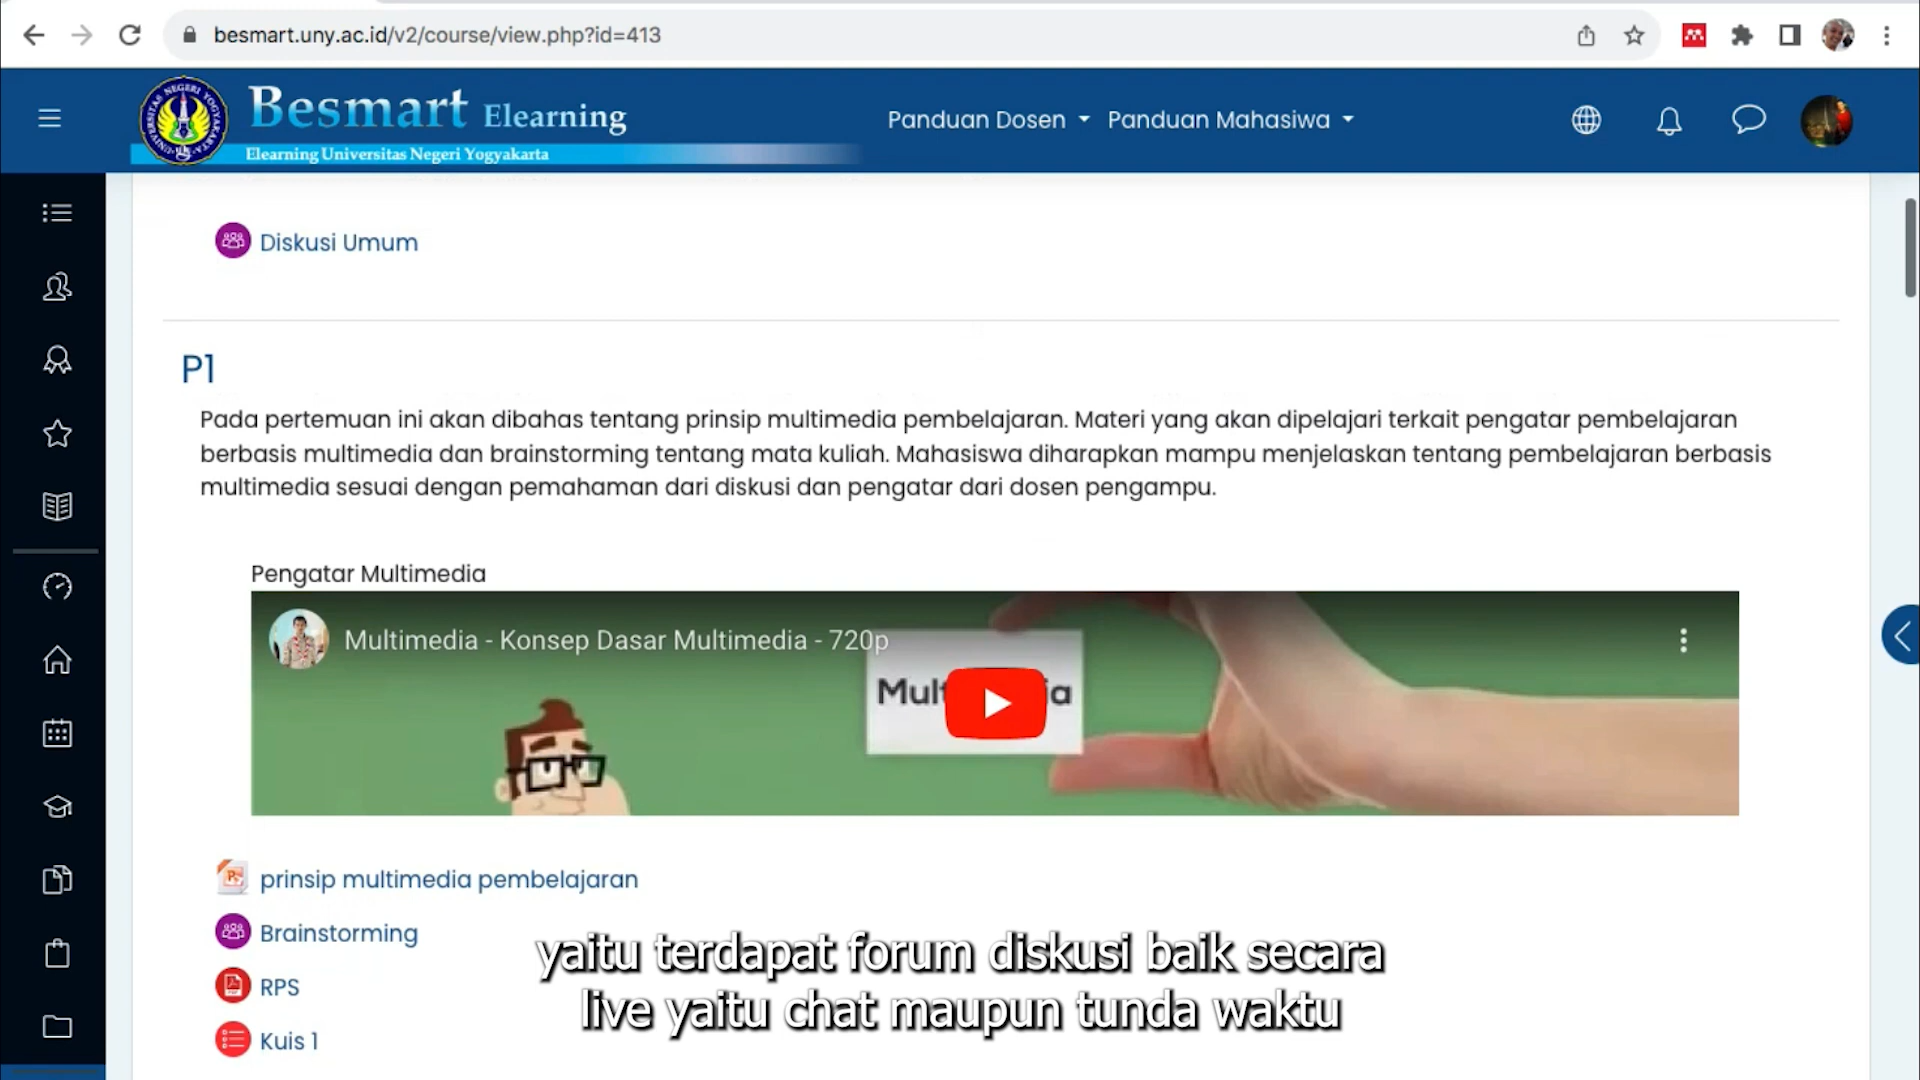 besmart.uny.ac.id/v2/course/view.php?id=413
UNIVERSITAS NEGERI YOGYAKARTA
Besmart Elearning
Elearning Universitas Negeri Yogyakarta
Panduan Dosen
Panduan Mahasiwa
Diskusi Umum
P1
Pada pertemuan ini akan dibahas tentang prinsip multimedia pembelajaran. Materi yang akan dipelajari terkait pengatar pembelajaran
berbasis multimedia dan brainstorming tentang mata kuliah. Mahasiswa diharapkan mampu menjelaskan tentang pembelajaran berbasis
multimedia sesuai dengan pemahaman dari diskusi dan pengatar dari dosen pengampu.
Pengatar Multimedia
Multimedia - Konsep Dasar Multimedia - 720p
prinsip multimedia pembelajaran
Brainstorming
RPS
Kuis 1
yaitu terdapat forum diskusi baik secara
live yaitu chat maupun tunda waktu